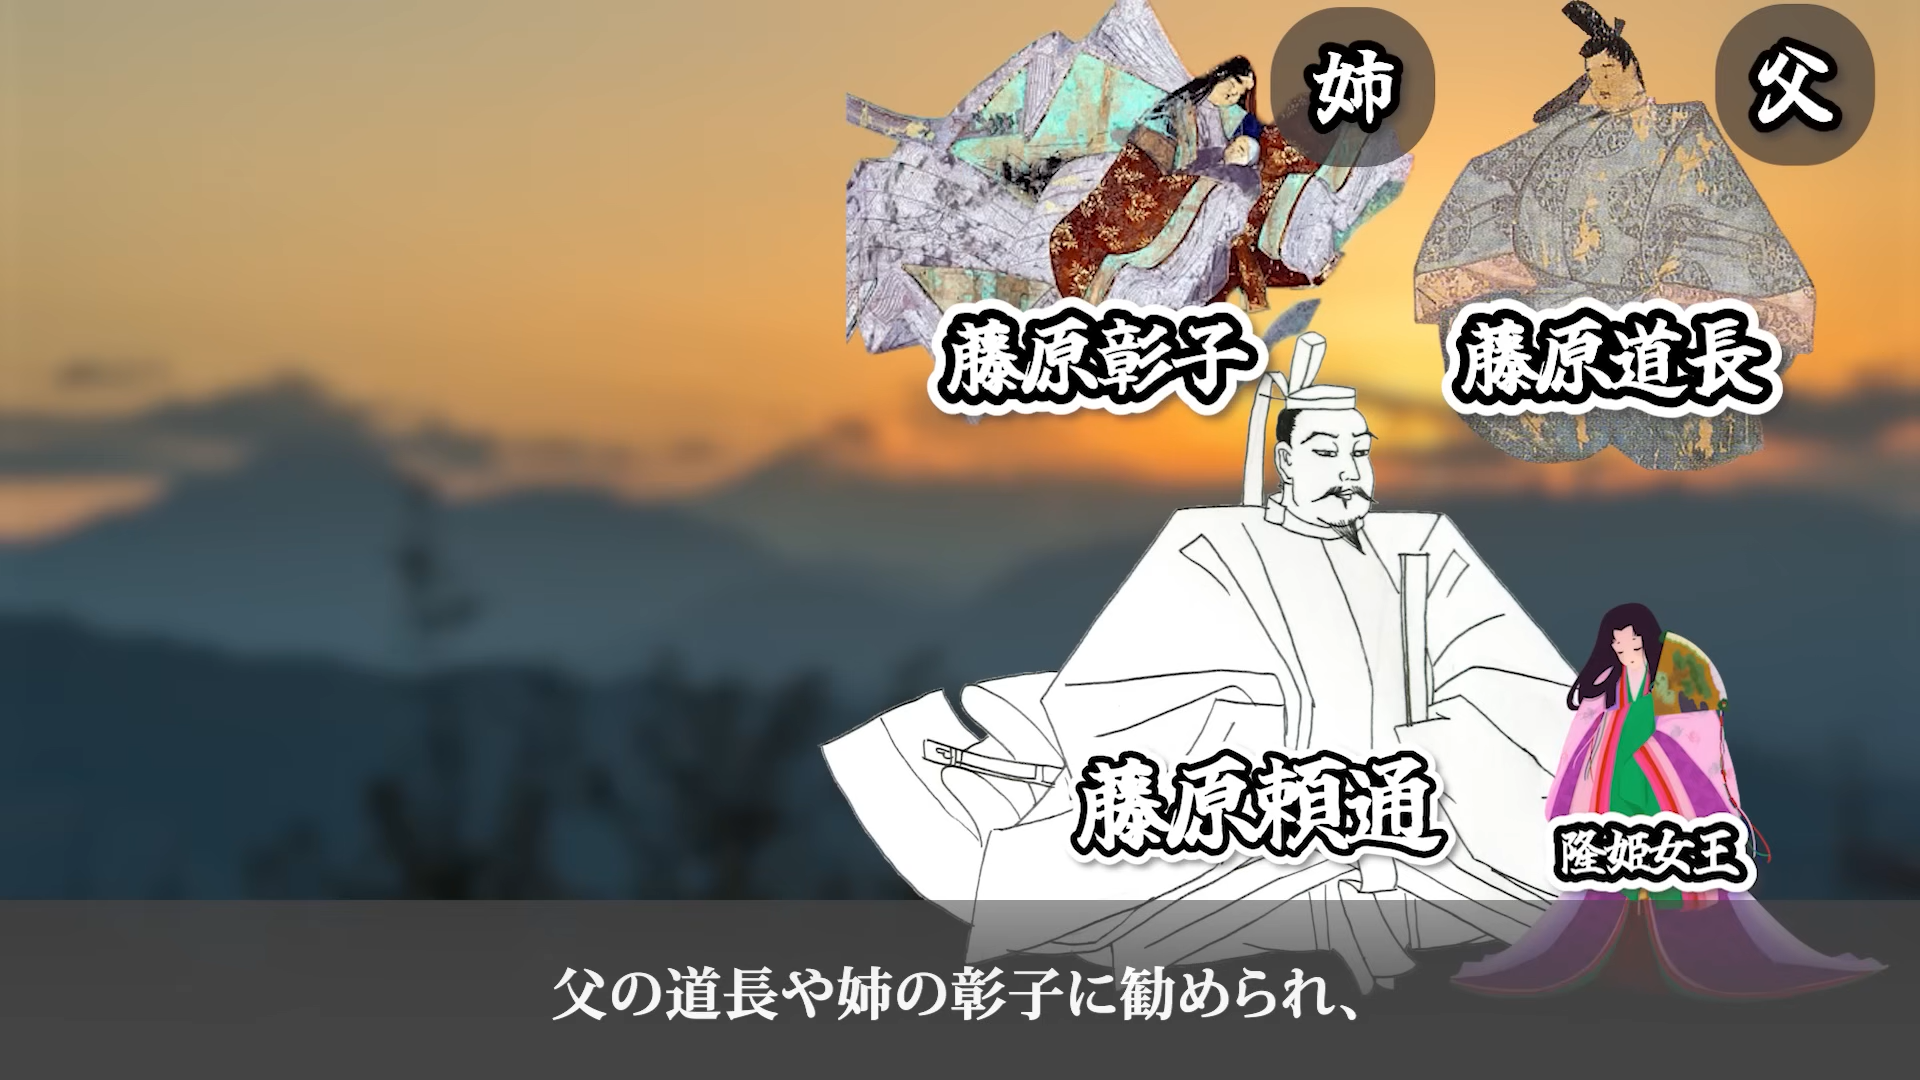 姉
父
藤原彰子
藤原道長
藤原頼通
隆姫女王
父の道長や姉の彰子に勧められ、